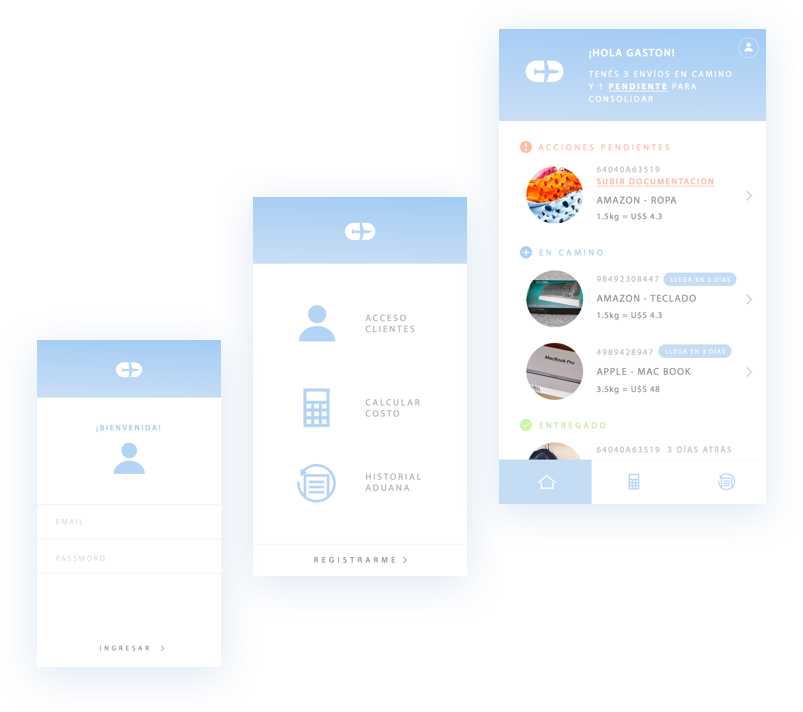 ¡BIENVENIDA!
EMAIL
PASSWORD
INGRESAR
ACCESO
CLIENTES
CALCULAR
COSTO
HISTORIAL
ADUANA
REGISTRARME
¡HOLA GASTON!
TENÉS 3 ENVÍOS EN CAMINO
Y 1 PENDIENTE PARA
CONSOLIDAR
ACCIONES PENDIENTES
64040A63519
SUBIR DOCUMENTACION
AMAZON - ROPA
1.5kg = U$S 4.3
EN CAMINO
98492308447 LLEGA EN 3 DÍAS
AMAZON - TECLADO
1.5kg = U$S 4.3
MacBook Pro
4989428947 LLEGA EN 3 DÍAS
APPLE - MAC BOOK
3.5kg = U$S 48
ENTREGADO
64040A63519 3 DÍAS ATRÁS